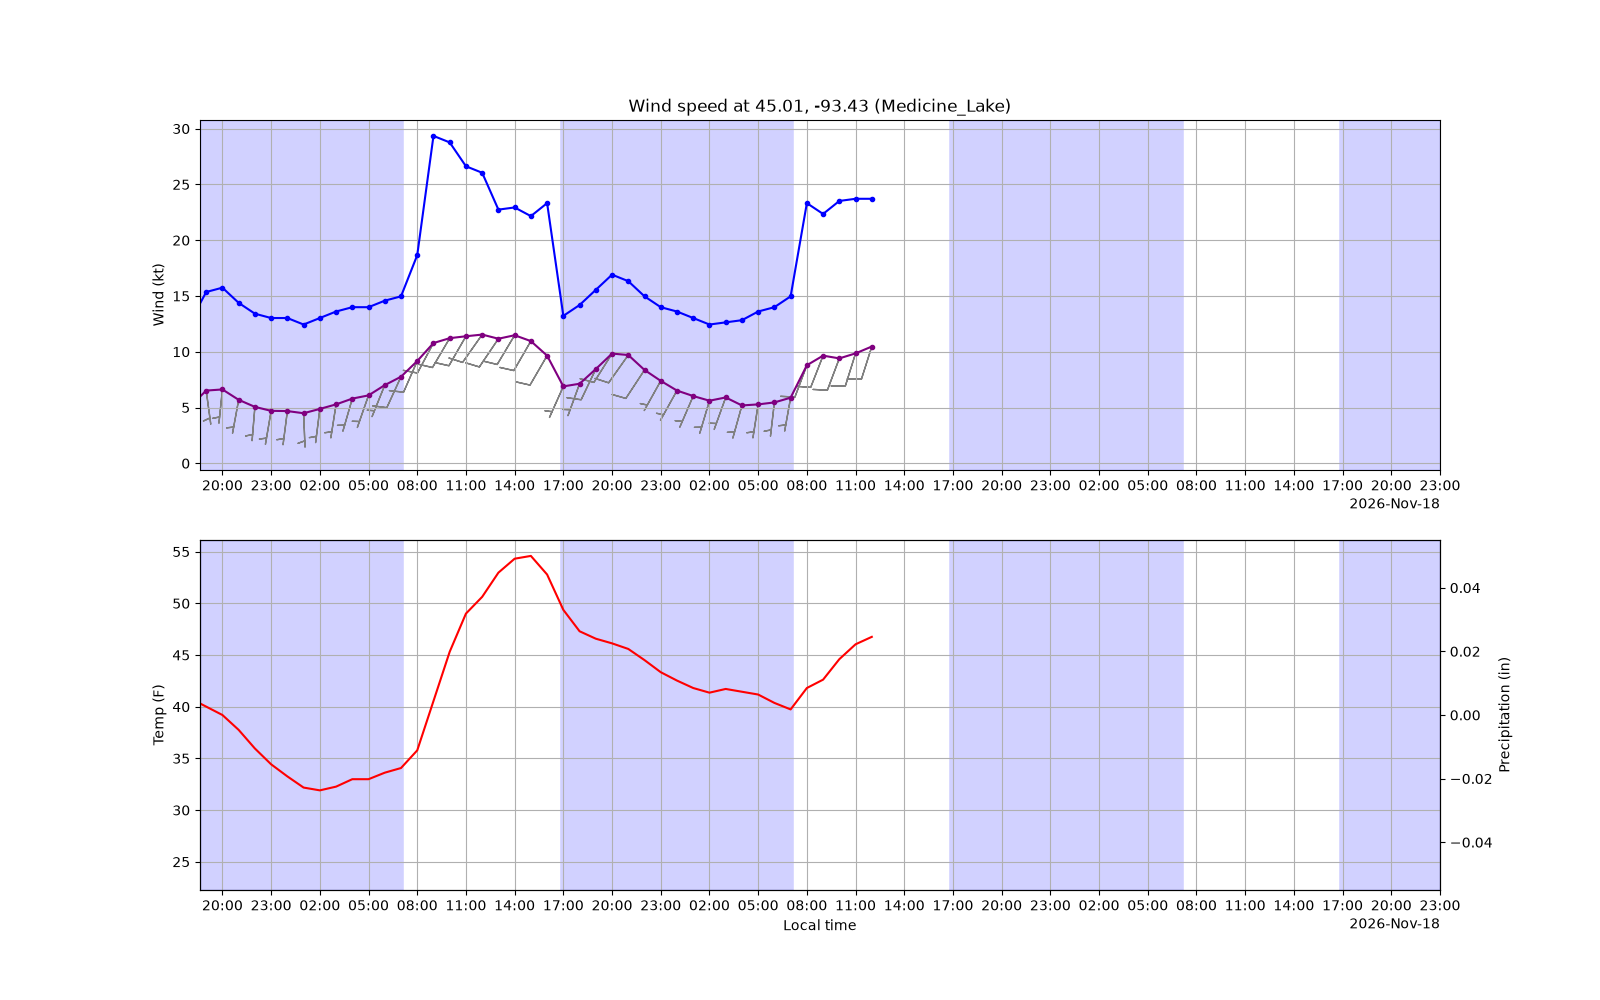 Wind speed at 45.01, -93.43 (Medicine_Lake)
30
25
20
15
10
5
0
Wind (kt)
20:00 23:00 02:00 05:00 08:00 11:00 14:00 17:00 20:00 23:00 02:00 05:00 08:00 11:00 14:00 17:00 20:00 23:00 02:00 05:00 08:00 11:00 14:00 17:00 20:00 23:00
2026-Nov-18
55
50
45
40
35
30
25
Temp (F)
0.04
0.02
0.00
−0.02
−0.04
Precipitation (in)
20:00 23:00 02:00 05:00 08:00 11:00 14:00 17:00 20:00 23:00 02:00 05:00 08:00 11:00 14:00 17:00 20:00 23:00 02:00 05:00 08:00 11:00 14:00 17:00 20:00 23:00
Local time
2026-Nov-18